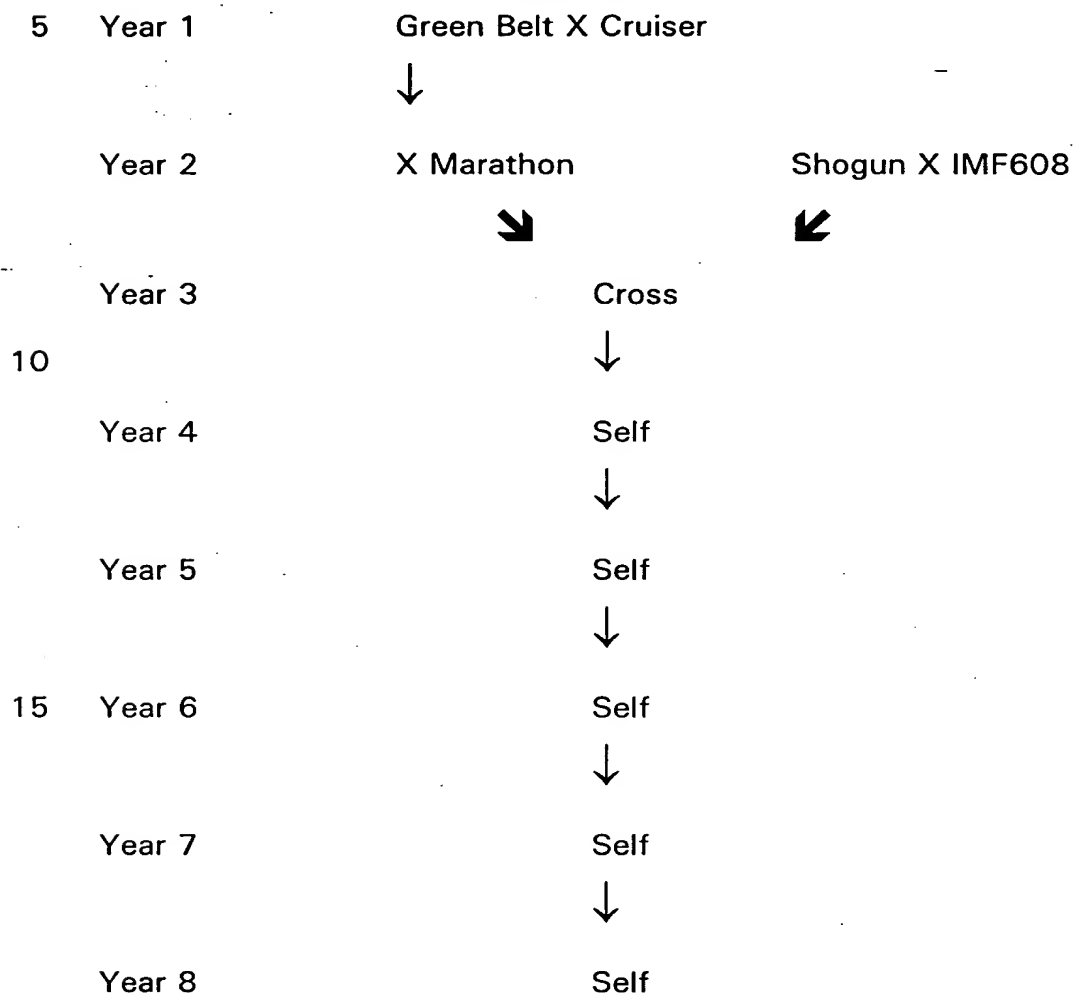 5 Year 1 Green Belt X Cruiser
↓
Year 2 X Marathon Shogun X IMF608
Year 3 Cross
10 ↓
Year 4 Self
↓
Year 5 Self
↓
15 Year 6 Self
↓
Year 7 Self
↓
Year 8 Self